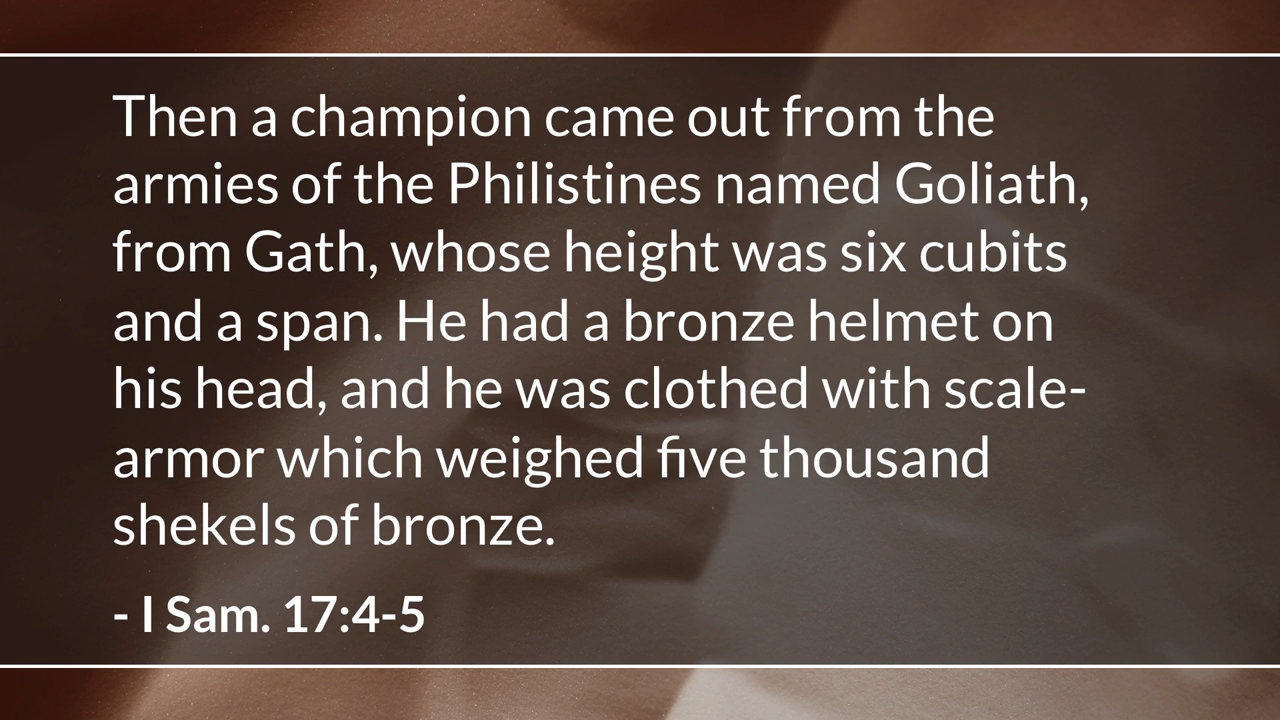 Then a champion came out from the
armies of the Philistines named Goliath,
from Gath, whose height was six cubits
and a span. He had a bronze helmet on
his head, and he was clothed with scale-
armor which weighed five thousand
shekels of bronze.
- I Sam. 17:4-5